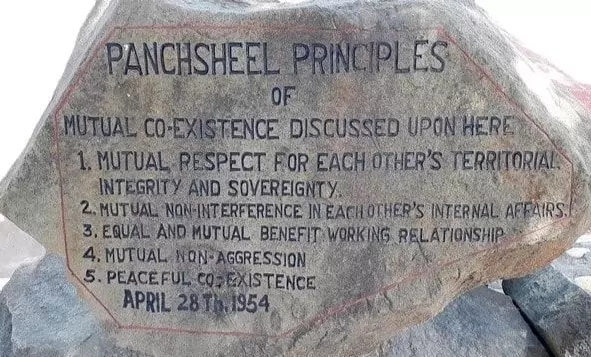 PANCHSHEEL PRINCIPLES
OF
MUTUAL CO-EXISTENCE DISCUSSED UPON HERE
1. MUTUAL RESPECT FOR EACH OTHER'S TERRITORIAL
INTEGRITY AND SOVEREIGNTY.
2. MUTUAL NON-INTERFERENCE IN EACH OTHER'S INTERNAL AFFAIRS.
3. EQUAL AND MUTUAL BENEFIT WORKING RELATIONSHIP
4. MUTUAL NON-AGGRESSION
5. PEACEFUL CO-EXISTENCE
APRIL 28Th, 1954